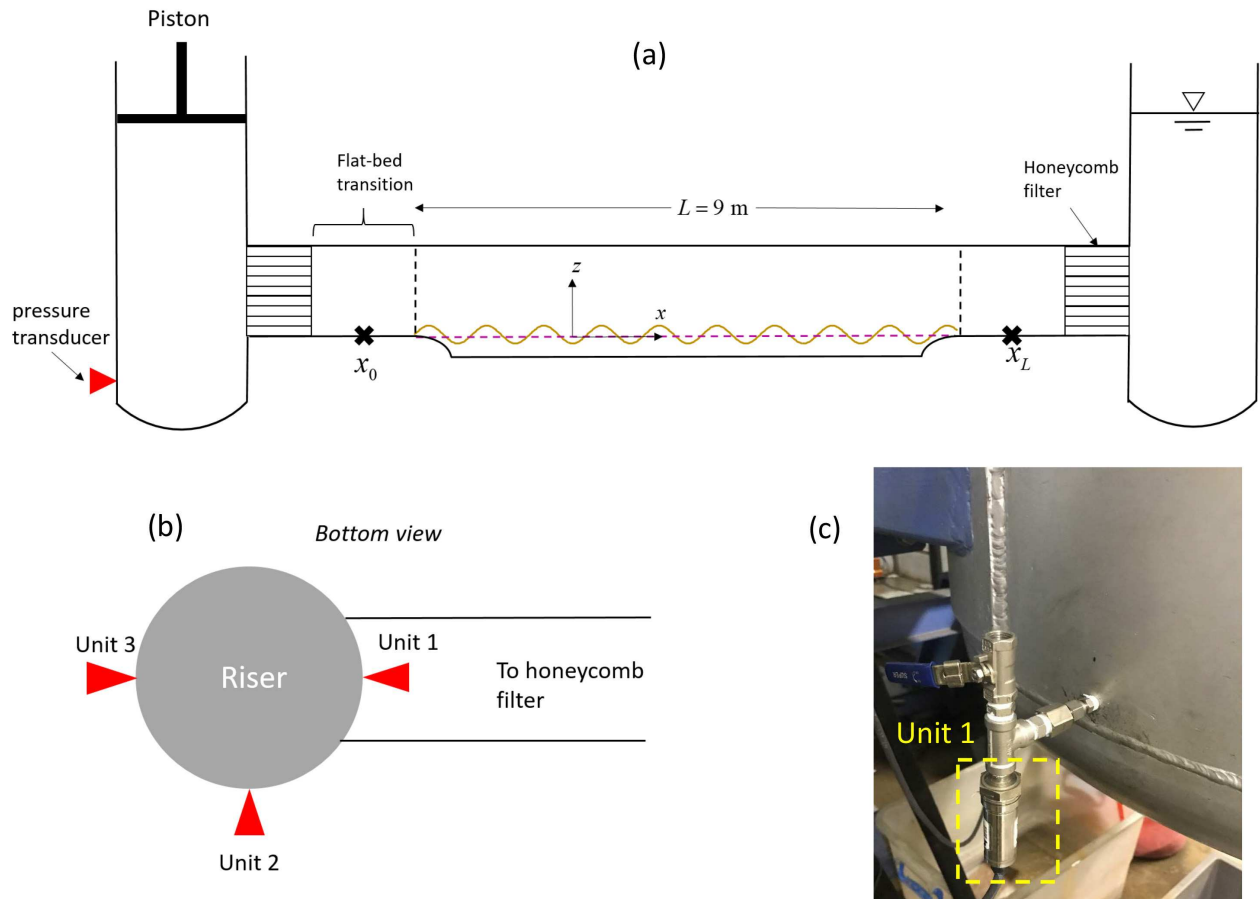 Piston
(a)
Flat-bed
transition
L = 9 m
Honeycomb
filter
z
x
pressure
transducer
x0
xL
(b)
Bottom view
(c)
Unit 3
Unit 1
Riser
To honeycomb
filter
Unit 2
Unit 1